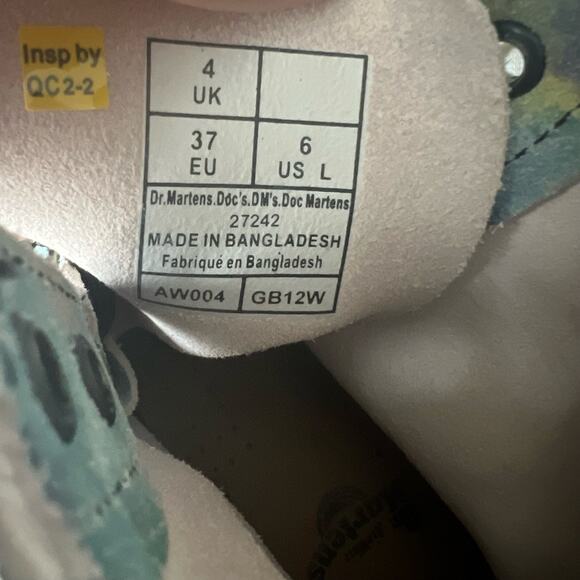 Insp by
QC2-2
4
UK
37
EU
6
US L
Dr.Martens.Doc's.DM's.Doc Martens
27242
MADE IN BANGLADESH
Fabriqué en Bangladesh
AW004 GB12W
Martens